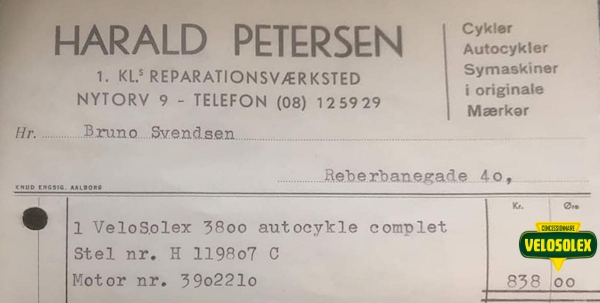 HARALD PETERSEN
1. KL.S REPARATIONSVÆRKSTED
NYTORV 9 - TELEFON (08) 125929
Cykler
Autocykler
Symaskiner
i originale
Mærker
Hr. Bruno Svendsen
Reberbanegade 4o,
KNUD ENGSIG, AALBORG
Kr. Øre
1 VeloSolex 38oo autocykle complet
Stel nr. H 1198o7 C
Motor nr. 39o221o
838 oo
CONCESSIONNAIRE
VELOSOLEX